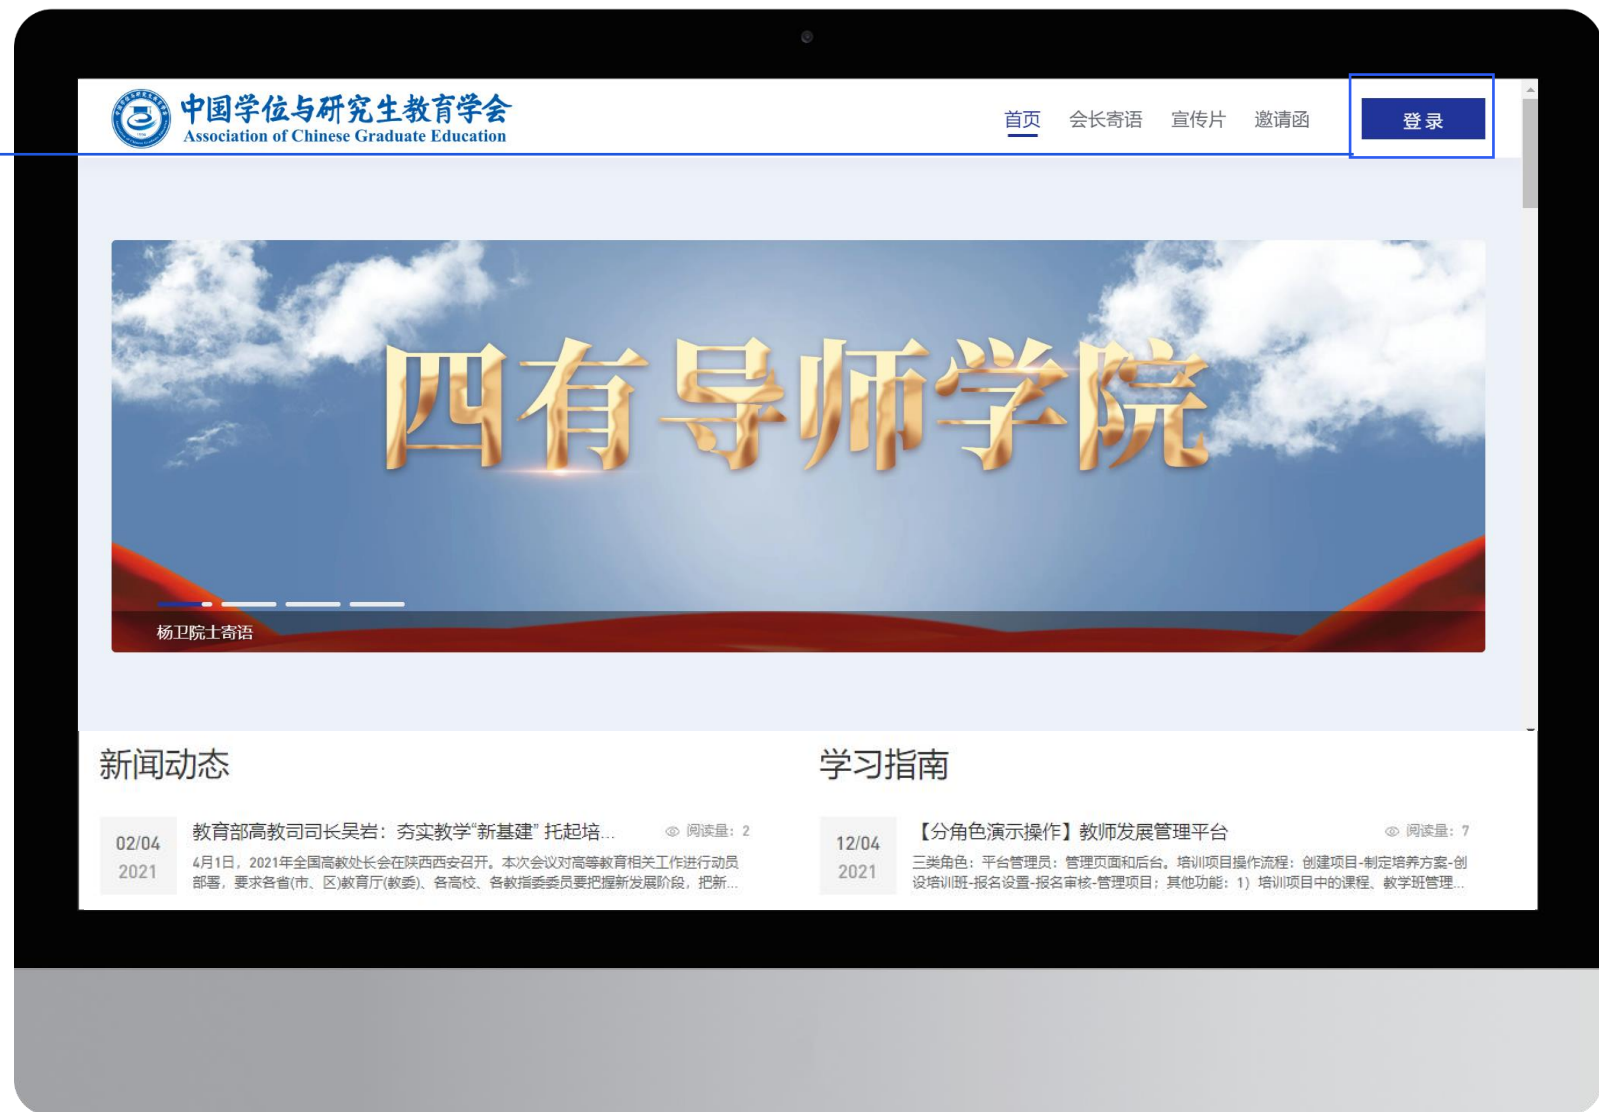 中国学位与研究生教育学会
Association of Chinese Graduate Education
首页 会长寄语 宣传片 邀请函 登录
四有导师学院
杨卫院士寄语
新闻动态
02/04
2021
教育部高教司司长吴岩：夯实教学“新基建” 托起培... 阅读量：2
4月1日，2021年全国高教处长会在陕西西安召开。本次会议对高等教育相关工作进行动员
部署，要求各省(市、区)教育厅(教委)、各高校、各教指委委员要把握新发展阶段，把新...
学习指南
12/04
2021
【分角色演示操作】教师发展管理平台 阅读量：7
三类角色：平台管理员：管理页面和后台。培训项目操作流程：创建项目-制定培养方案-创
设培训班-报名设置-报名审核-管理项目；其他功能：1）培训项目中的课程、教学班管理...